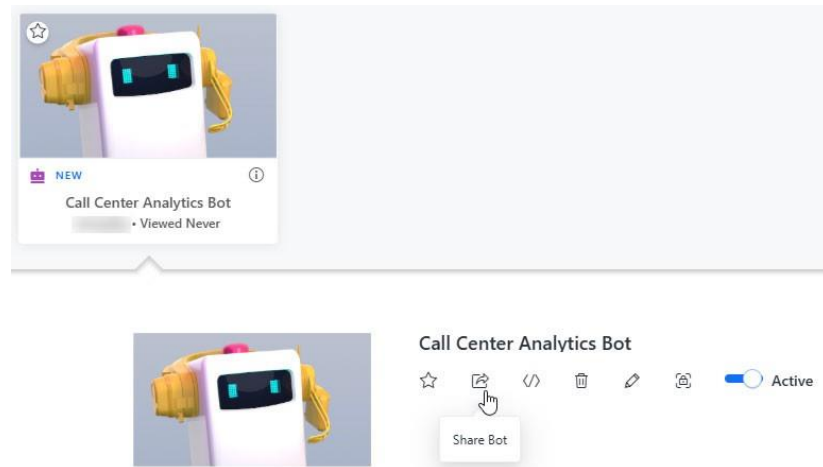 NEW
Call Center Analytics Bot
• Viewed Never
Call Center Analytics Bot
Active
Share Bot